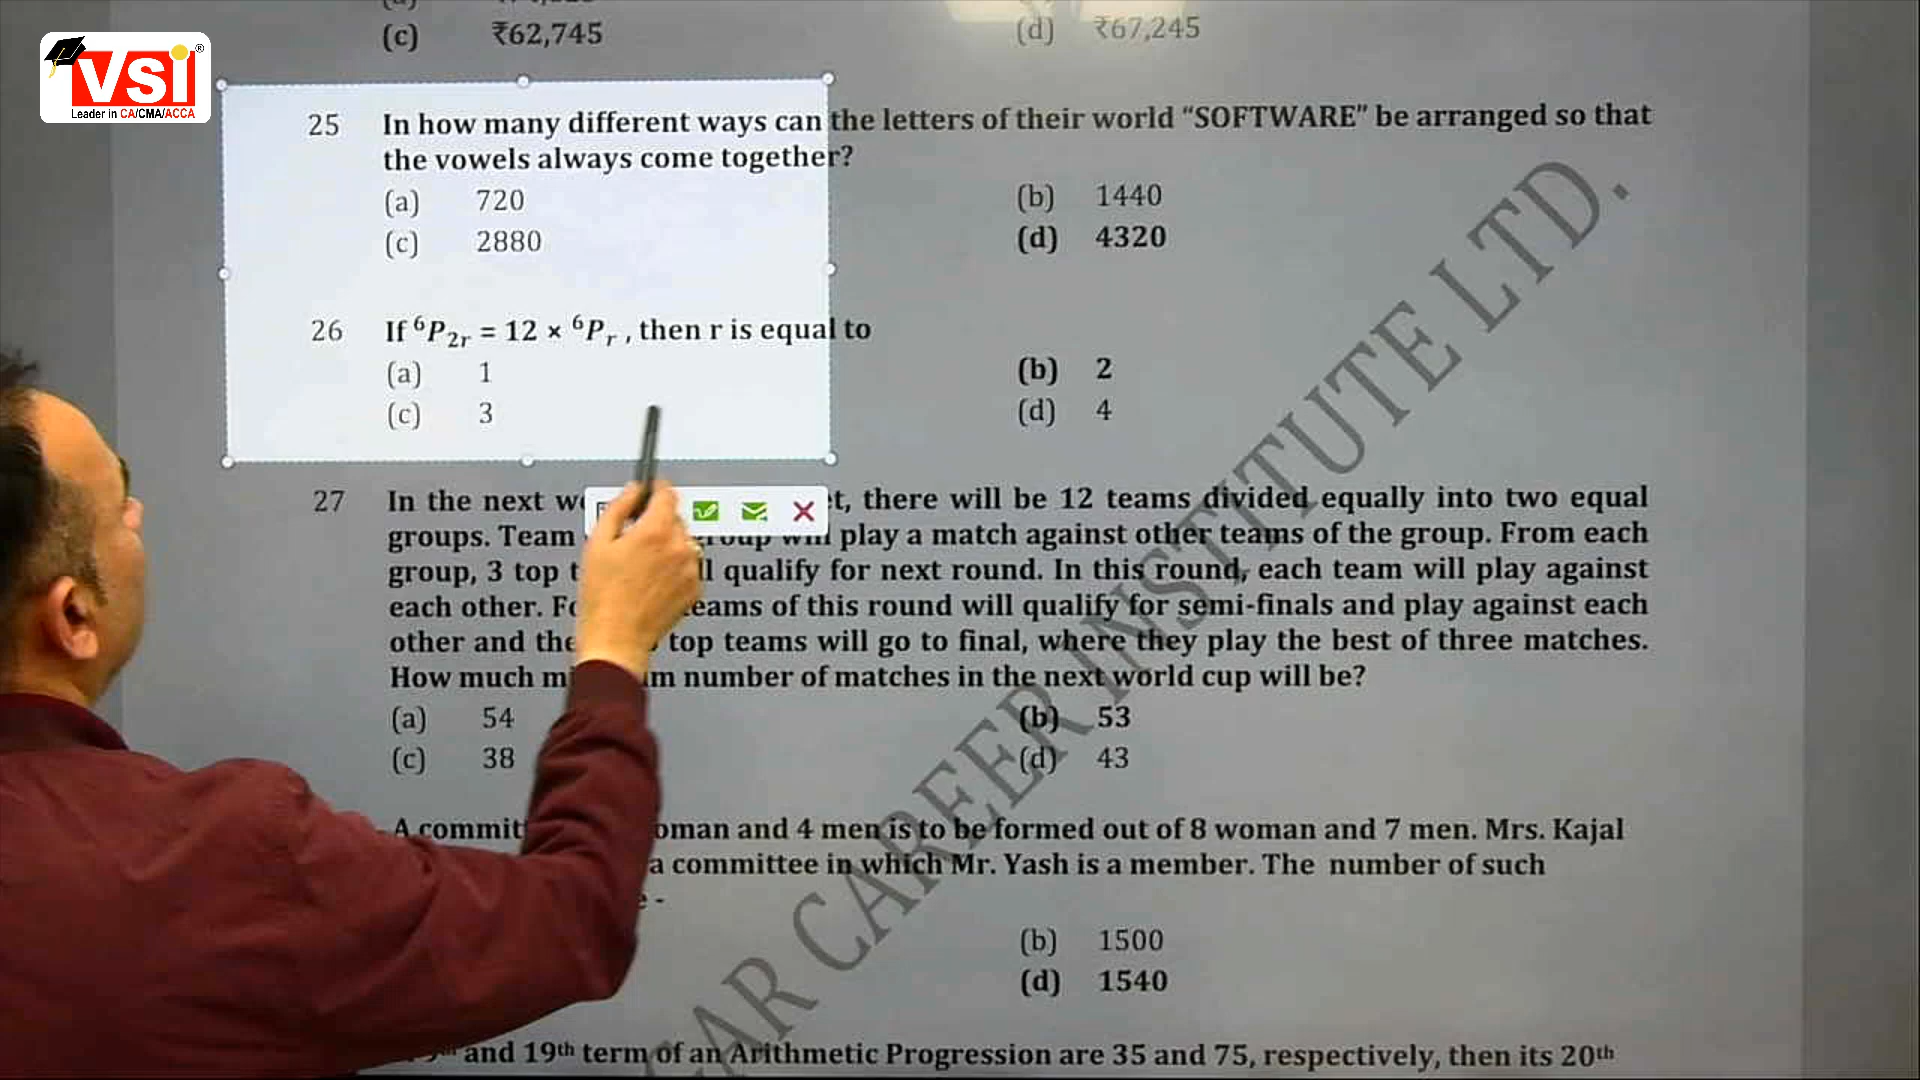 (c) ₹62,745 (d) ₹67,245
VSI ®
Leader in CA/CMA/ACCA
25 In how many different ways can the letters of their world “SOFTWARE” be arranged so that
the vowels always come together?
(a) 720 (b) 1440
(c) 2880 (d) 4320
26 If ⁶P₂ᵣ = 12 × ⁶Pᵣ , then r is equal to
(a) 1 (b) 2
(c) 3 (d) 4
27 In the next there will be 12 teams divided equally into two equal
groups. Team will play a match against other teams of the group. From each
group, 3 top qualify for next round. In this round, each team will play against
each other. teams of this round will qualify for semi-finals and play against each
other and top teams will go to final, where they play the best of three matches.
How much number of matches in the next world cup will be?
(a) 54 (b) 53
(c) 38 (d) 43
A and 4 men is to be formed out of 8 woman and 7 men. Mrs. Kajal
a committee in which Mr. Yash is a member. The number of such
-
(b) 1500
(d) 1540
and 19th term of an Arithmetic Progression are 35 and 75, respectively, then its 20th
CAREER INSTITUTE LTD.